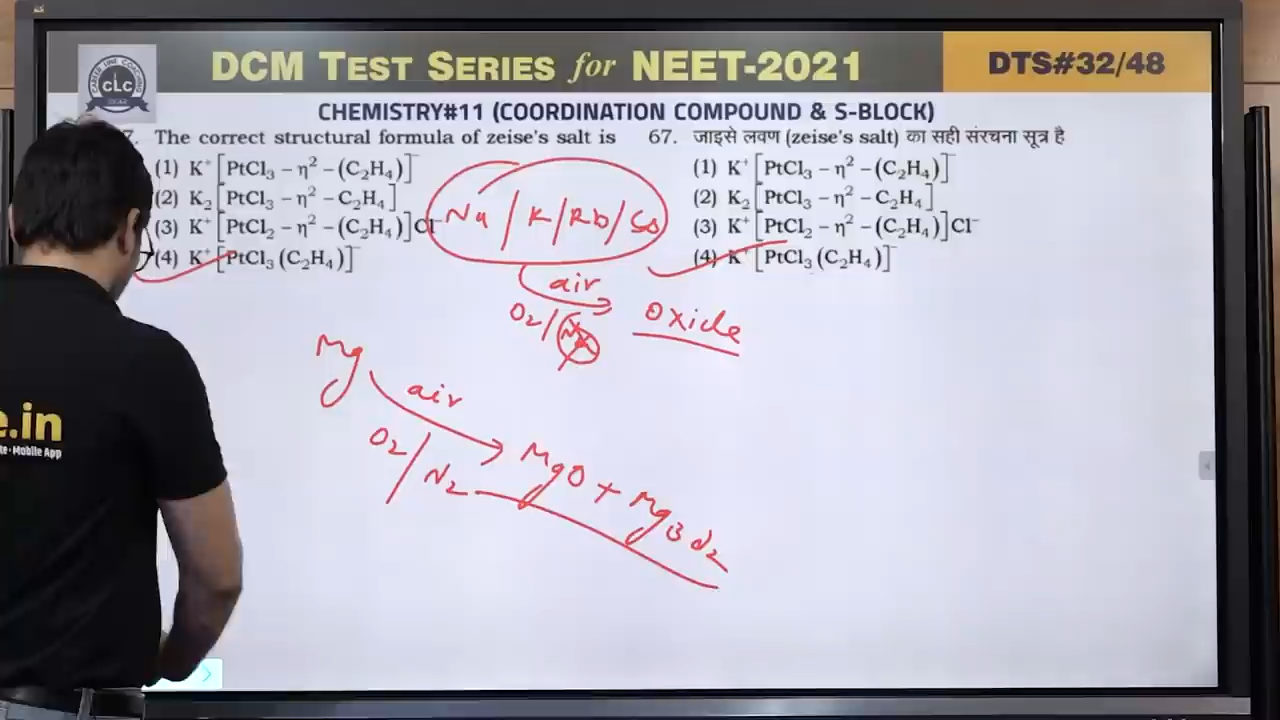 DCM TEST SERIES for NEET-2021
DTS#32/48
CLC
CHEMISTRY#11 (COORDINATION COMPOUND & S-BLOCK)
The correct structural formula of zeise's salt is
(1) K⁺ [PtCl₃ – η² – (C₂H₄)]⁻
(2) K₂ [PtCl₃ – η² – C₂H₄]
(3) K⁺ [PtCl₂ – η² – (C₂H₄)]Cl⁻
(4) K⁺ [PtCl₃ (C₂H₄)]⁻
67. जाइसे लवण (zeise's salt) का सही संरचना सूत्र है
(1) K⁺ [PtCl₃ – η² – (C₂H₄)]⁻
(2) K₂ [PtCl₃ – η² – C₂H₄]
(3) K⁺ [PtCl₂ – η² – (C₂H₄)]Cl⁻
(4) K⁺ [PtCl₃ (C₂H₄)]⁻
Na / K / Rb /
air
O₂ / oxide
Mg air
O₂ / N₂ MgO + Mg₃N₂
e.in
Mobile App